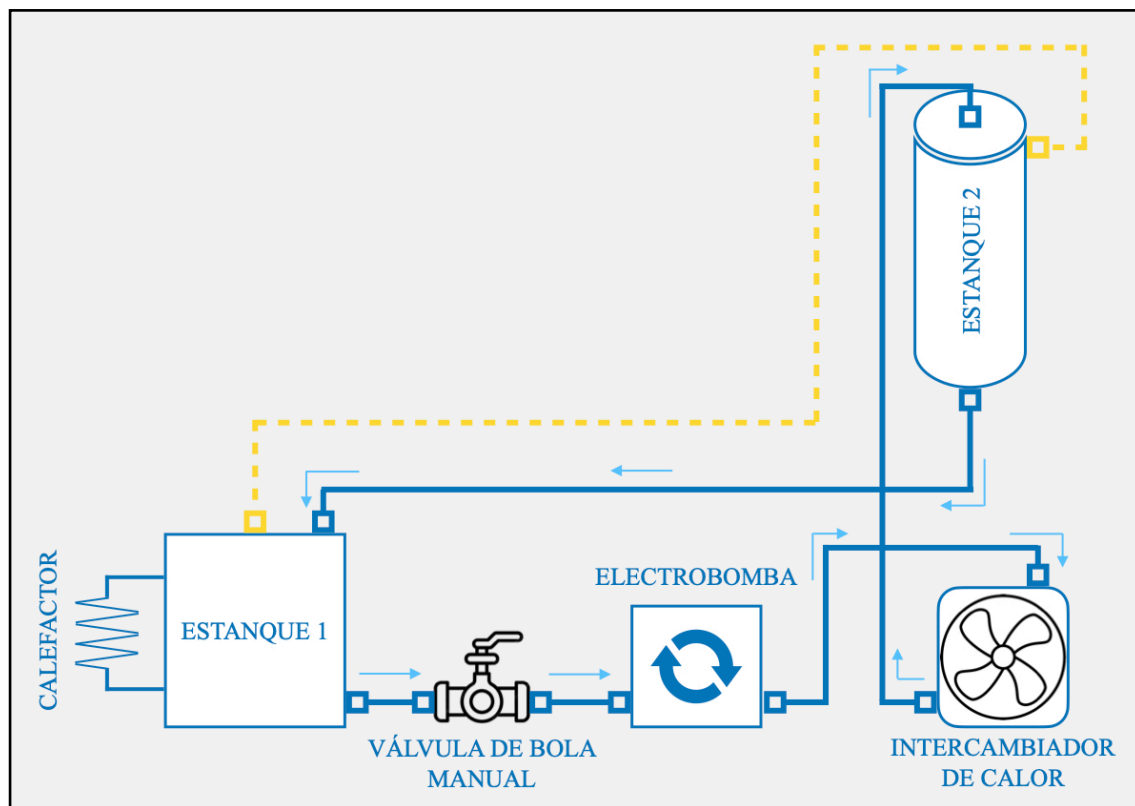 ESTANQUE 2
ELECTROBOMBA
CALEFACTOR
ESTANQUE 1
VÁLVULA DE BOLA
MANUAL
INTERCAMBIADOR
DE CALOR